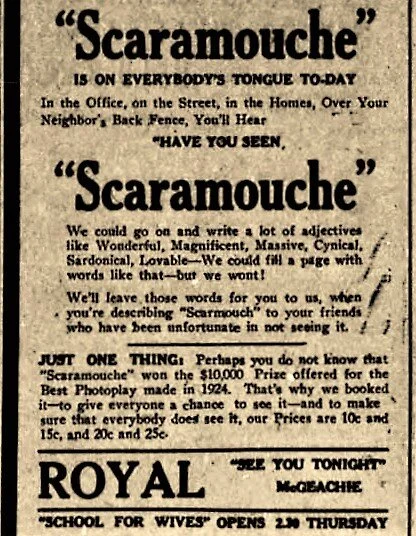 "Scaramouche"
IS ON EVERYBODY'S TONGUE TO-DAY
In the Office, on the Street, in the Homes, Over Your
Neighbor's Back Fence, You'll Hear
"HAVE YOU SEEN,
"Scaramouche"
We could go on and write a lot of adjectives
like Wonderful, Magnificent, Massive, Cynical,
Sardonical, Lovable—We could fill a page with
words like that—but we wont!
We'll leave those words for you to us, when
you're describing "Scarmouch" to your friends
who have been unfortunate in not seeing it.
JUST ONE THING: Perhaps you do not know that
"Scaramouche" won the $10,000 Prize offered for the
Best Photoplay made in 1924. That's why we booked
it—to give everyone a chance to see it—and to make
sure that everybody does see it, our Prices are 10c and
15c, and 20c and 25c.
ROYAL
"SEE YOU TONIGHT"
McGEACHIE
"SCHOOL FOR WIVES" OPENS 2.30 THURSDAY